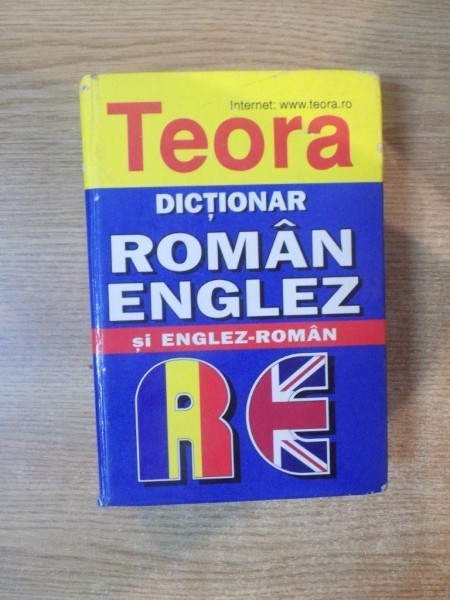 Internet: www.teora.ro
Teora
DICȚIONAR
ROMÂN
ENGLEZ
și ENGLEZ-ROMÂN
RE